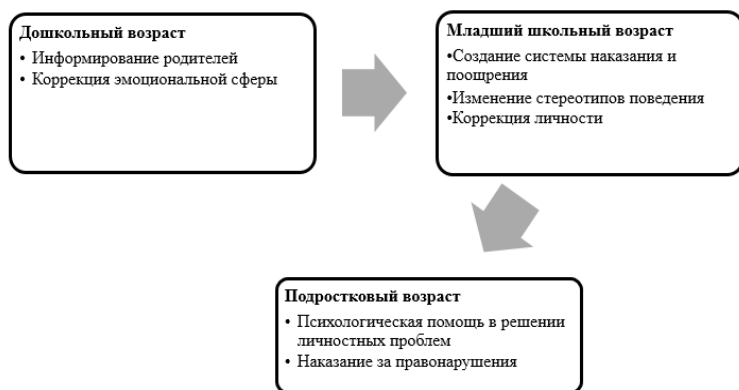 Дошкольный возраст
• Информирование родителей
• Коррекция эмоциональной сферы
Младший школьный возраст
•Создание системы наказания и
поощрения
•Изменение стереотипов поведения
•Коррекция личности
Подростковый возраст
• Психологическая помощь в решении
личностных проблем
• Наказание за правонарушения